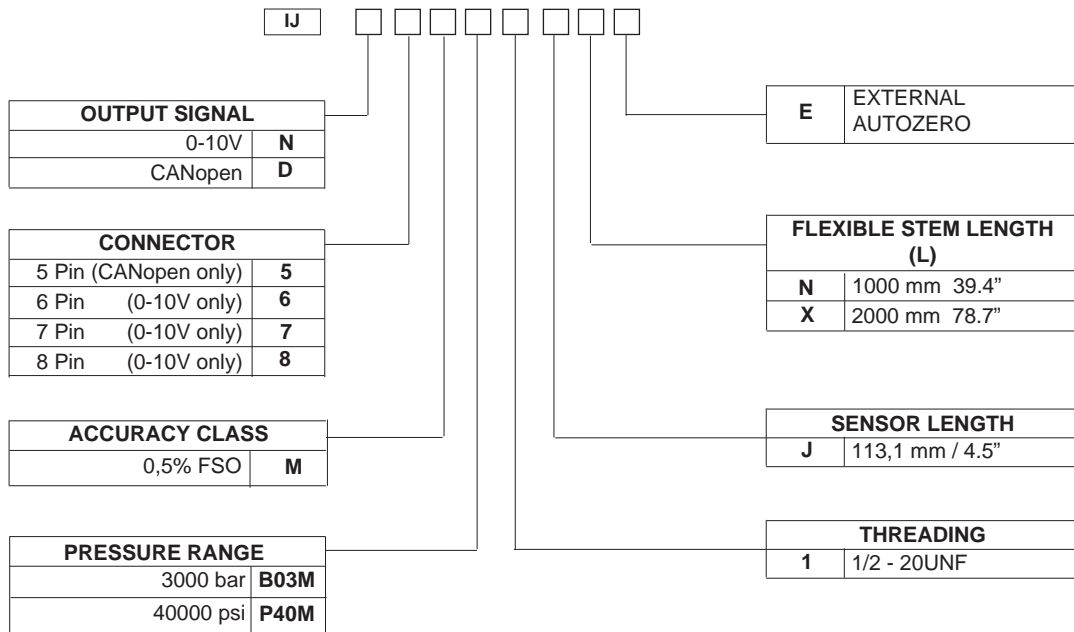 IJ
OUTPUT SIGNAL
0-10V N
CANopen D
CONNECTOR
5 Pin (CANopen only) 5
6 Pin (0-10V only) 6
7 Pin (0-10V only) 7
8 Pin (0-10V only) 8
ACCURACY CLASS
0,5% FSO M
PRESSURE RANGE
3000 bar B03M
40000 psi P40M
E EXTERNAL
AUTOZERO
FLEXIBLE STEM LENGTH
(L)
N 1000 mm 39.4”
X 2000 mm 78.7”
SENSOR LENGTH
J 113,1 mm / 4.5”
THREADING
1 1/2 - 20UNF